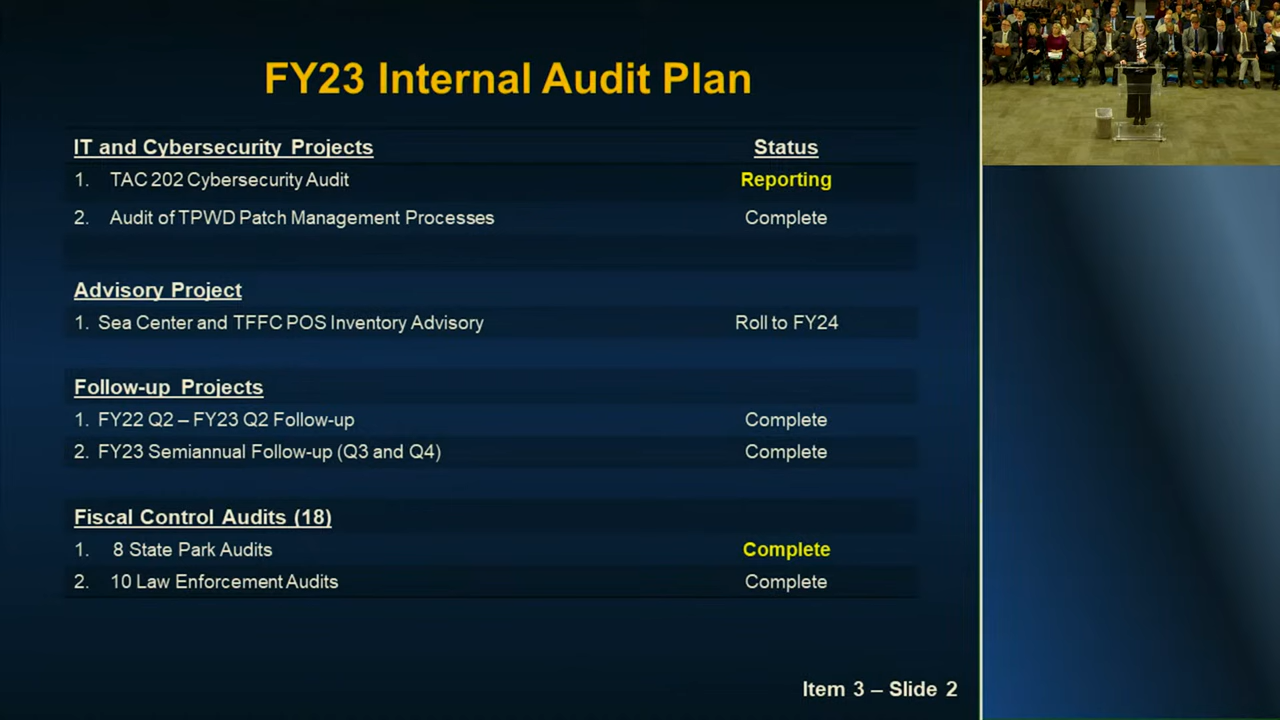 FY23 Internal Audit Plan
IT and Cybersecurity Projects Status
1. TAC 202 Cybersecurity Audit Reporting
2. Audit of TPWD Patch Management Processes Complete
Advisory Project
1. Sea Center and TFFC POS Inventory Advisory Roll to FY24
Follow-up Projects
1. FY22 Q2 – FY23 Q2 Follow-up Complete
2. FY23 Semiannual Follow-up (Q3 and Q4) Complete
Fiscal Control Audits (18)
1. 8 State Park Audits Complete
2. 10 Law Enforcement Audits Complete
Item 3 – Slide 2